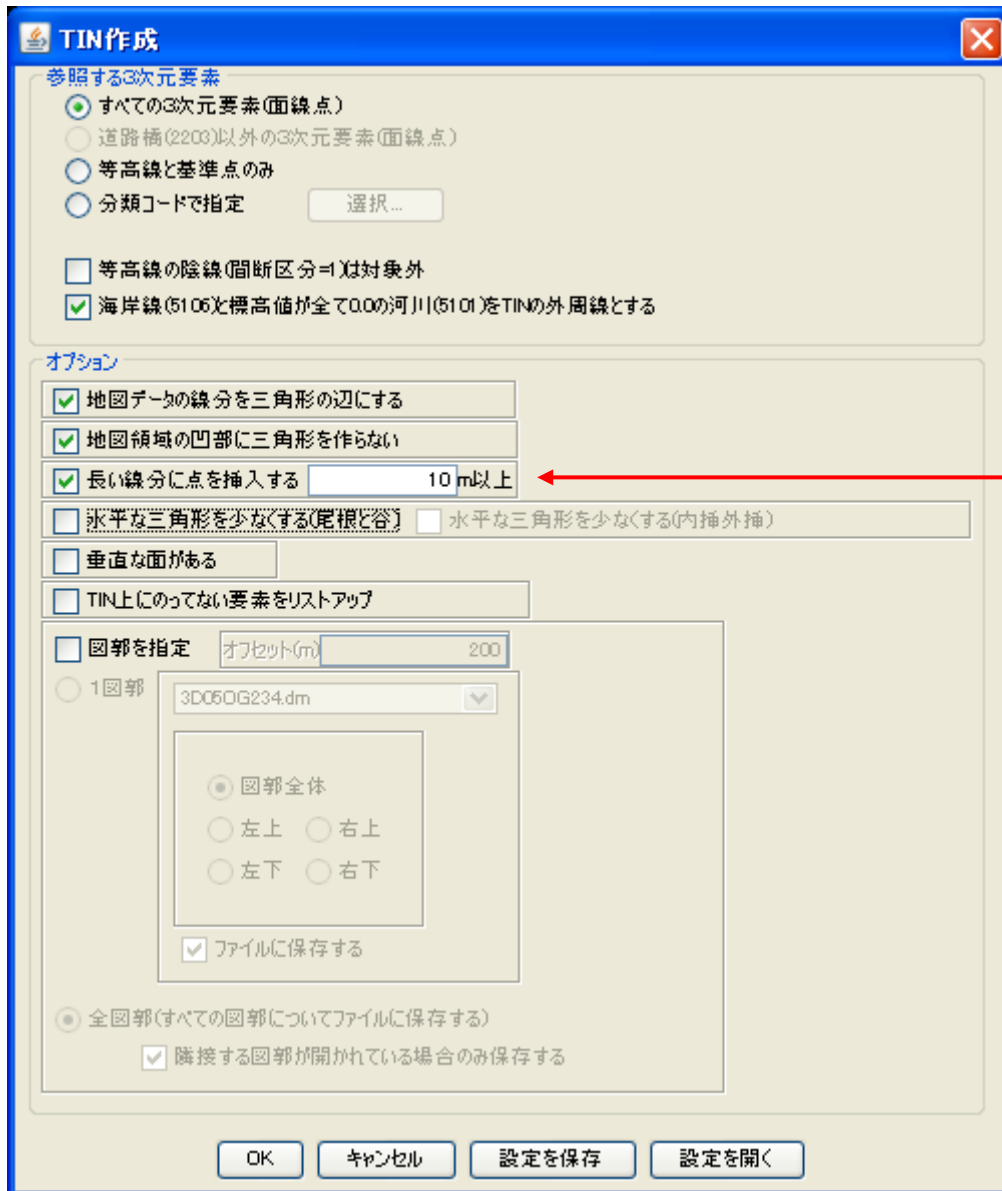 TIN作成
参照する3次元要素
すべての3次元要素(面線点)
道路橋(2203)以外の3次元要素(面線点)
等高線と基準点のみ
分類コードで指定 選択...
等高線の陰線(間断区分=1)は対象外
海岸線(5106)と標高値が全て0.0の河川(5101)をTINの外周線とする
オプション
地図データの線分を三角形の辺にする
地図領域の凹部に三角形を作らない
長い線分に点を挿入する 10 m以上
水平な三角形を少なくする(尾根と谷) 水平な三角形を少なくする(内挿外挿)
垂直な面がある
TIN上にのってない要素をリストアップ
図郭を指定 オフセット(m) 200
1図郭 3D05OG234.dm
図郭全体
左上 右上
左下 右下
ファイルに保存する
全図郭(すべての図郭についてファイルに保存する)
隣接する図郭が開かれている場合のみ保存する
OK キャンセル 設定を保存 設定を開く